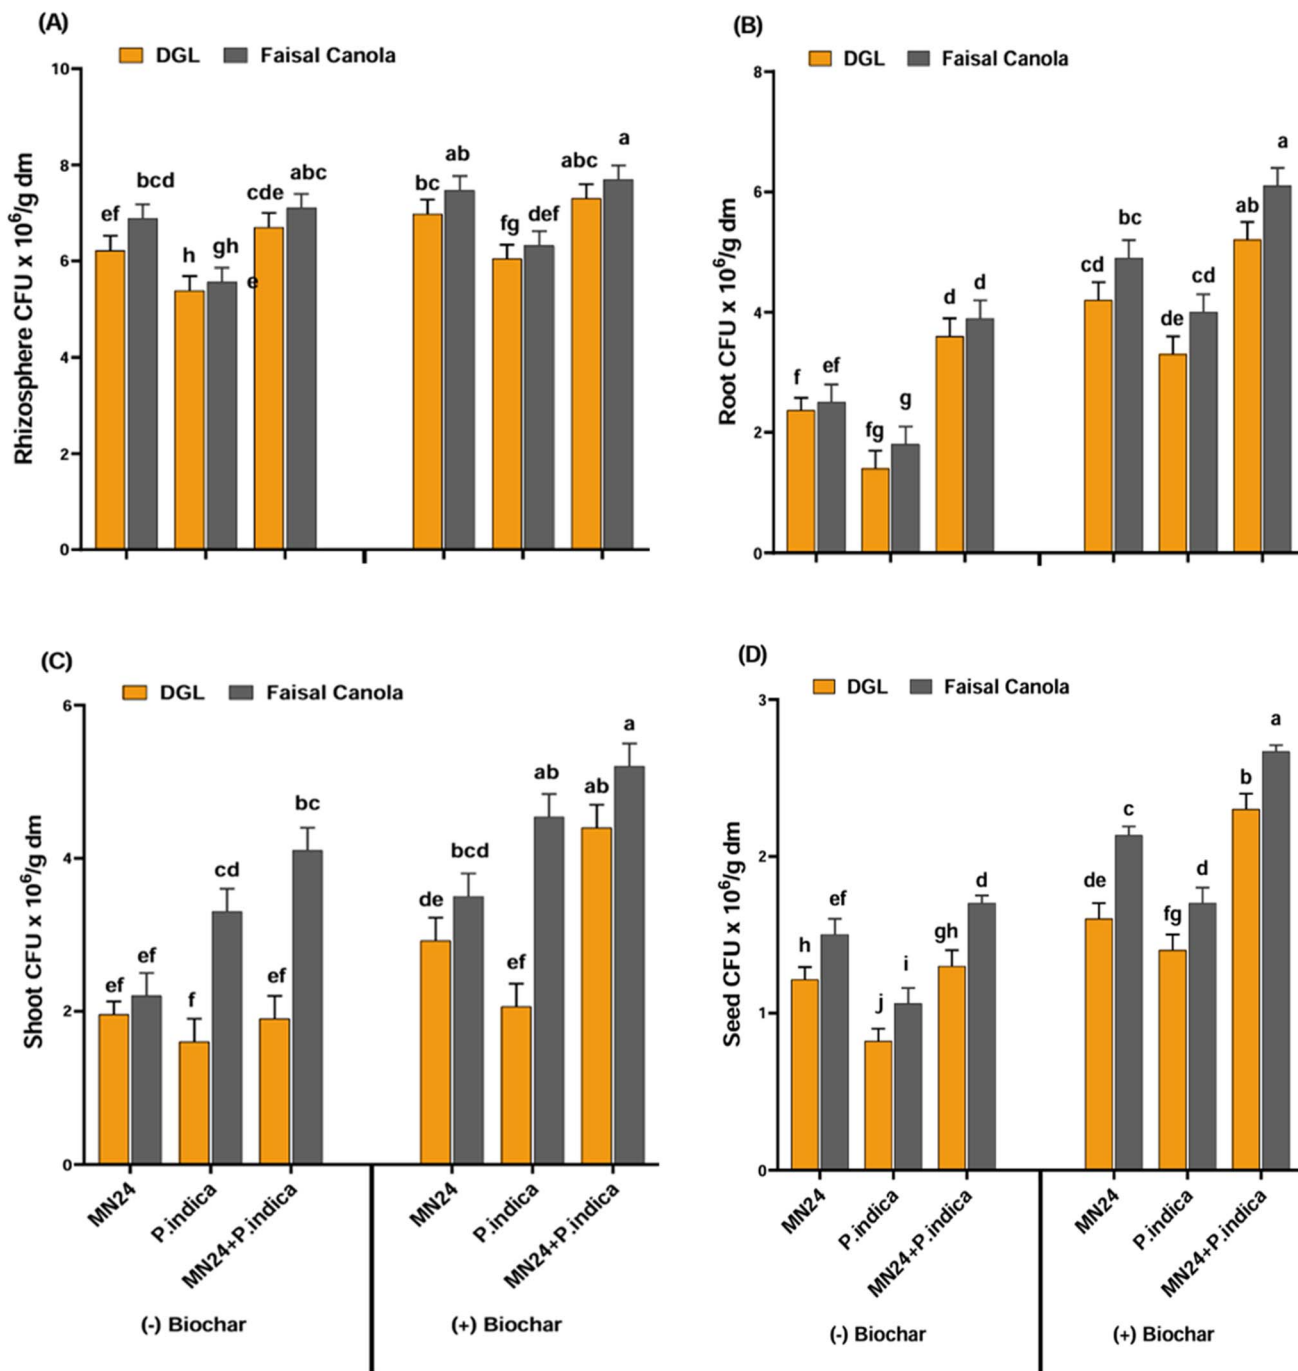 (A)
DGL Faisal Canola
Rhizosphere CFU x 10⁶/g dm
10
8
6
4
2
0
ef bcd h gh e cde abc bc ab fg def abc a
(B)
DGL Faisal Canola
Root CFU x 10⁶/g dm
8
6
4
2
0
f ef fg g d d cd bc de cd ab a
(C)
DGL Faisal Canola
Shoot CFU x 10⁶/g dm
6
4
2
0
ef ef f cd ef bc de bcd ef ab ab a
MN24 P.indica MN24+P.indica MN24 P.indica MN24+P.indica
(-) Biochar (+) Biochar
(D)
DGL Faisal Canola
Seed CFU x 10⁶/g dm
3
2
1
0
h ef j i gh d de c fg d b a
MN24 P.indica MN24+P.indica MN24 P.indica MN24+P.indica
(-) Biochar (+) Biochar